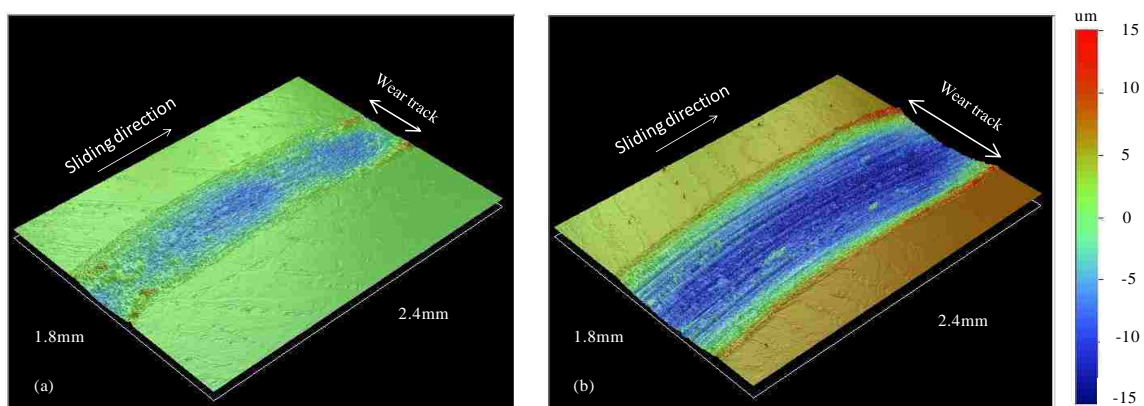 Sliding direction
Wear track
2.4mm
1.8mm
(a)
Sliding direction
Wear track
2.4mm
1.8mm
(b)
um
15
10
5
0
-5
-10
-15